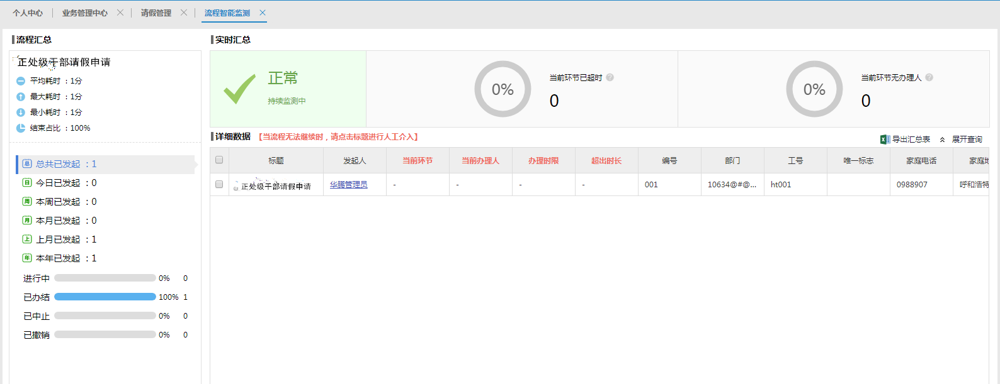 个人中心
业务管理中心
请假管理
流程智能监测
流程汇总
正处级干部请假申请
平均耗时 ：1分
最大耗时 ：1分
最小耗时 ：1分
结束占比 ：100%
总 总共已发起 ：1
日 今日已发起 ：0
周 本周已发起 ：0
月 本月已发起 ：0
上 上月已发起 ：1
年 本年已发起 ：1
进行中 0% 0
已办结 100% 1
已中止 0% 0
已撤销 0% 0
实时汇总
正常
持续监测中
0%
当前环节已超时 ?
0
0%
当前环节无办理人 ?
0
详细数据 【当流程无法继续时，请点击标题进行人工介入】
导出汇总表 展开查询
标题 发起人 当前环节 当前办理人 办理时限 超出时长 编号 部门 工号 唯一标志 家庭电话 家庭
正处级干部请假申请 华腾管理员 - - - - 001 10634@#@... ht001 0988907 呼和浩特